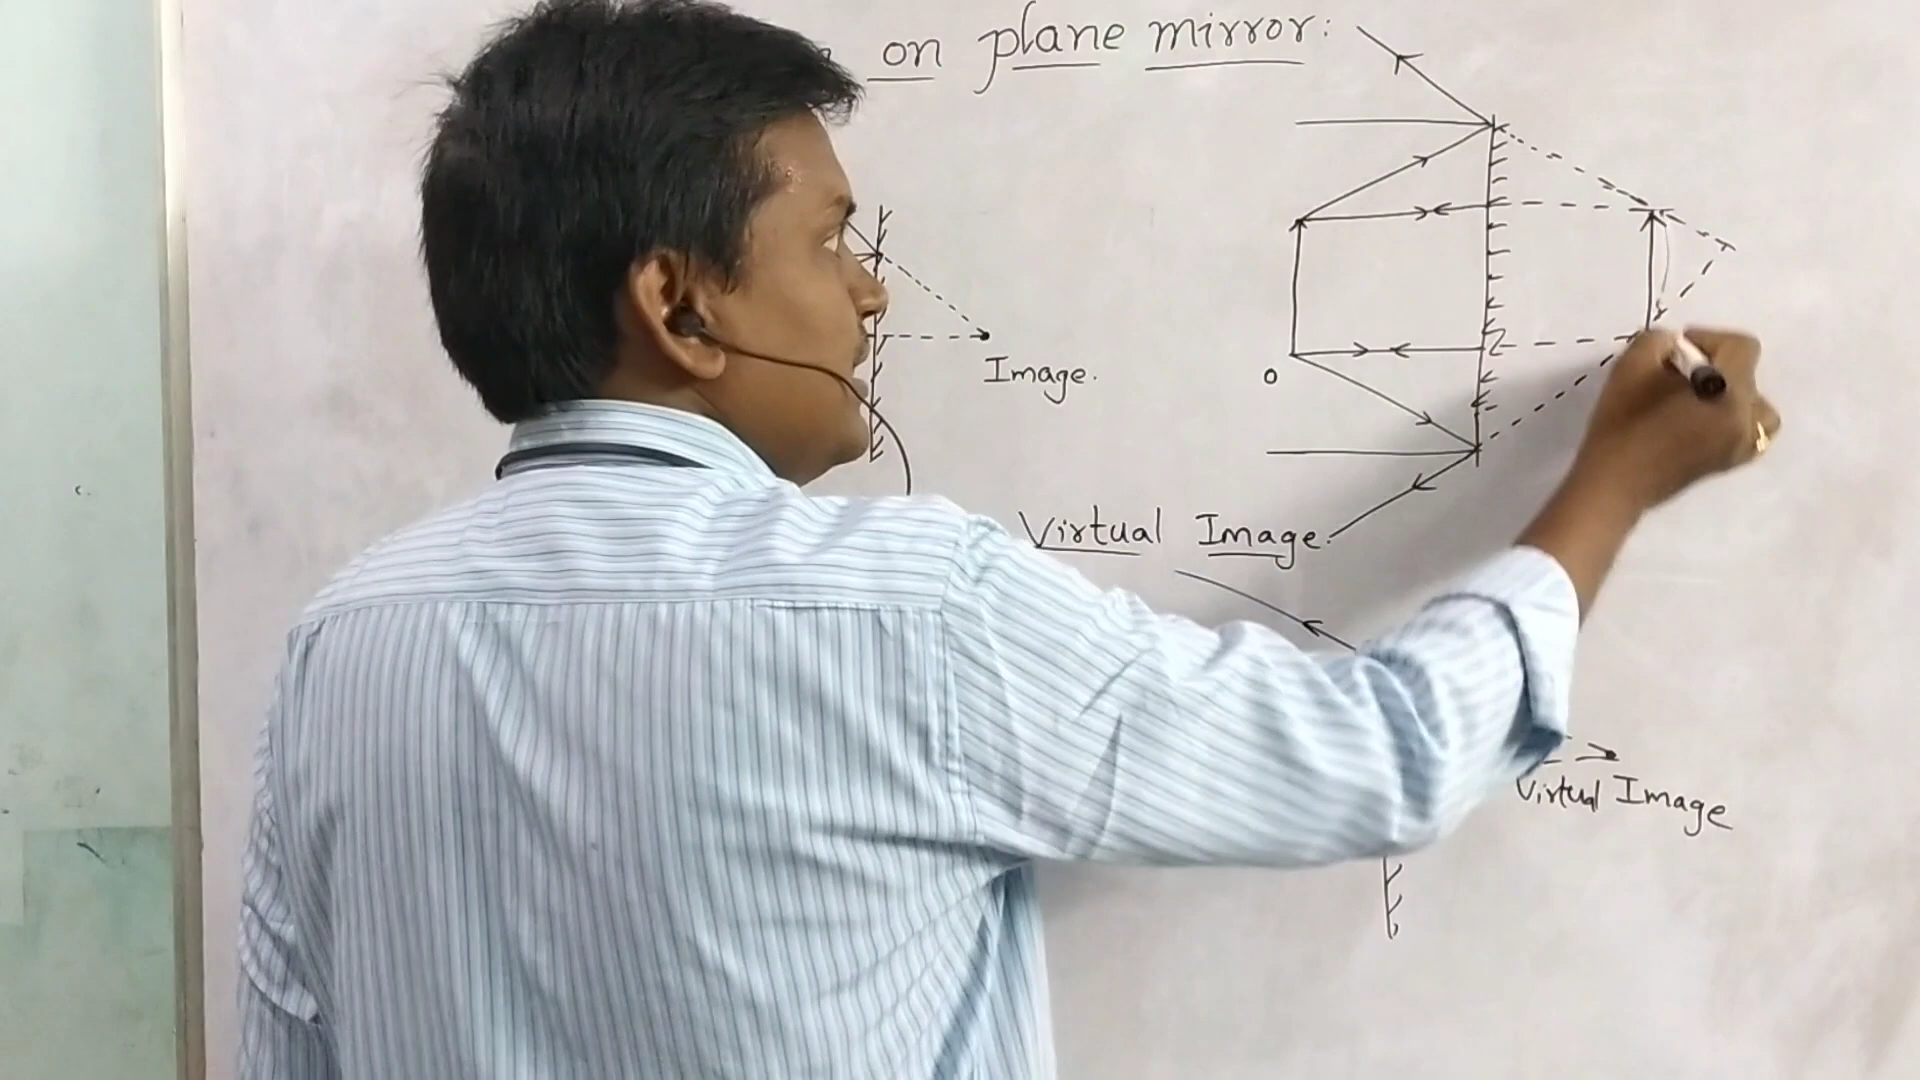 on plane mirror:
Image.
o
Virtual Image.
Virtual Image